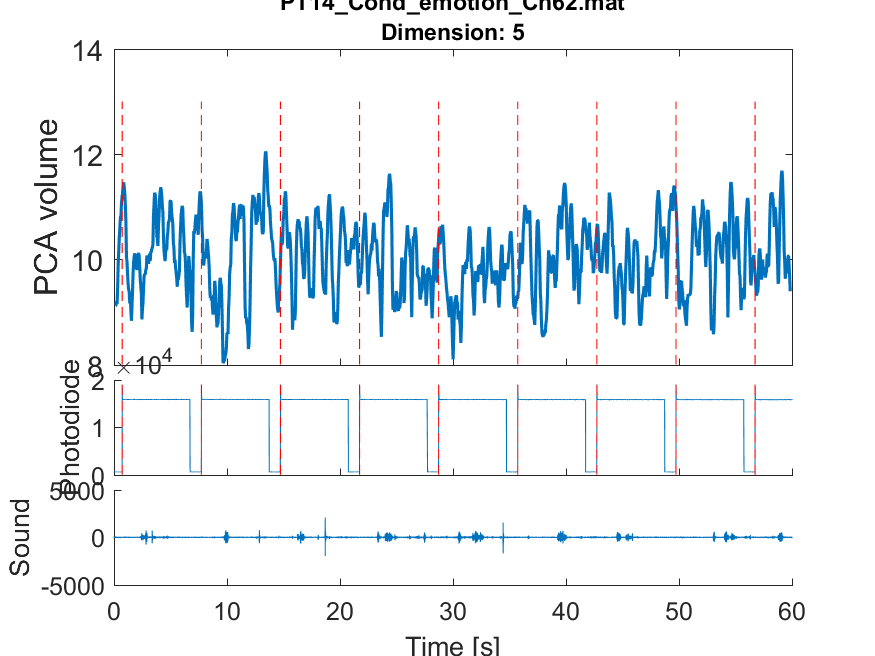 PT14_Cond_emotion_Ch62.mat
Dimension: 5
14
12
10
8
PCA volume
×10^4
2
1
0
Photodiode
5000
0
-5000
Sound
0 10 20 30 40 50 60
Time [s]